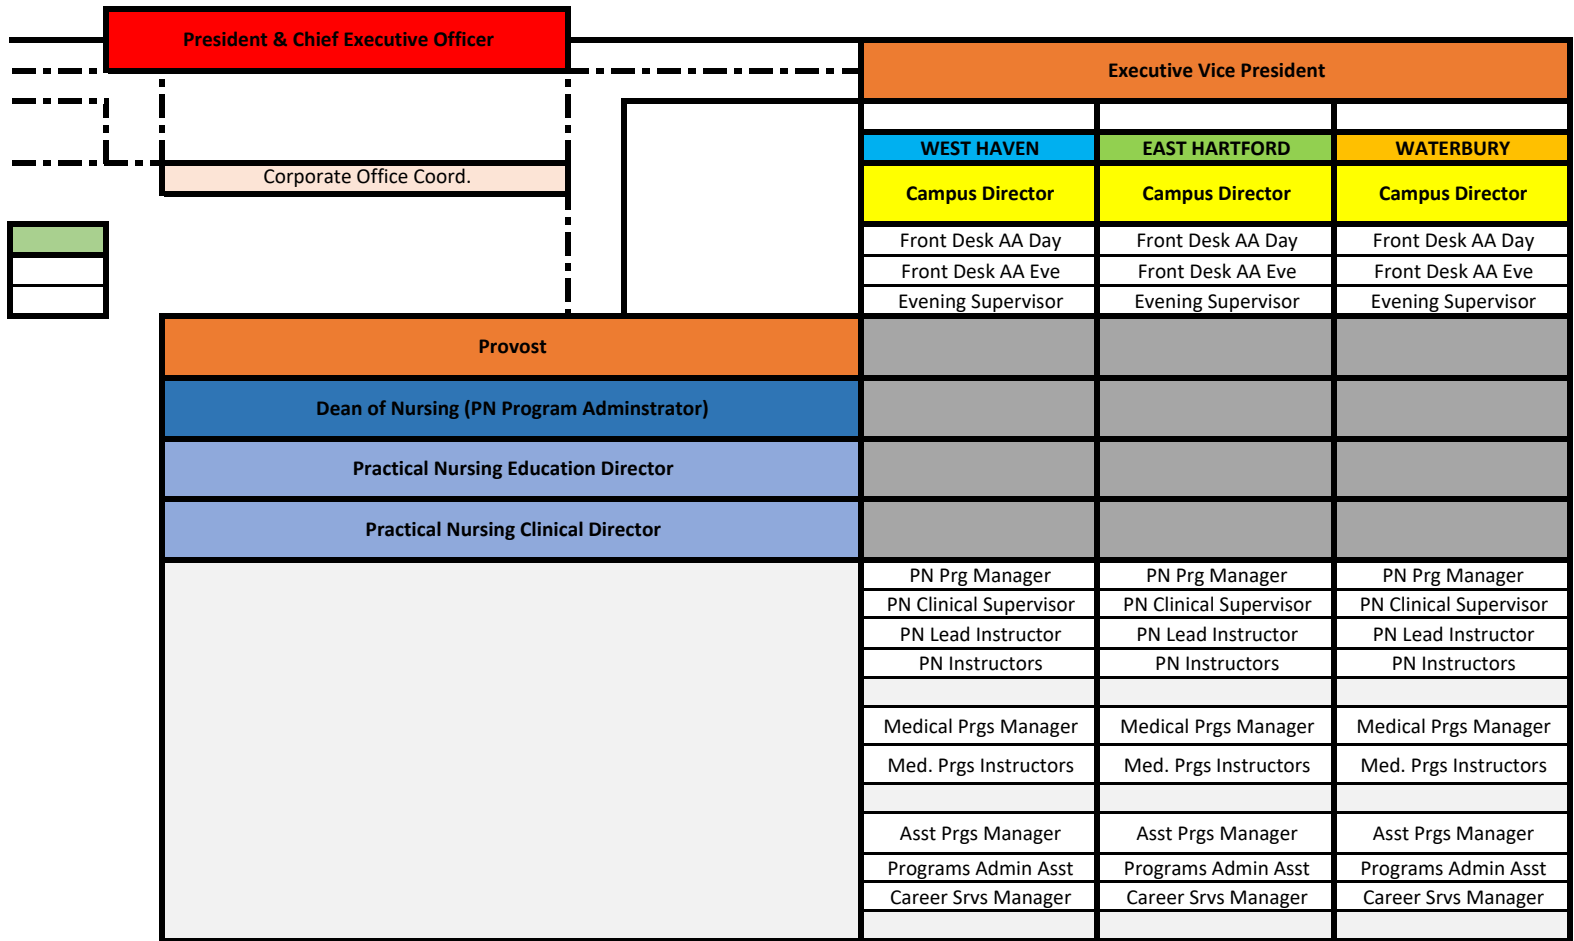 President & Chief Executive Officer
Executive Vice President
WEST HAVEN EAST HARTFORD WATERBURY
Corporate Office Coord.
Campus Director Campus Director Campus Director
Front Desk AA Day Front Desk AA Day Front Desk AA Day
Front Desk AA Eve Front Desk AA Eve Front Desk AA Eve
Evening Supervisor Evening Supervisor Evening Supervisor
Provost
Dean of Nursing (PN Program Adminstrator)
Practical Nursing Education Director
Practical Nursing Clinical Director
PN Prg Manager PN Prg Manager PN Prg Manager
PN Clinical Supervisor PN Clinical Supervisor PN Clinical Supervisor
PN Lead Instructor PN Lead Instructor PN Lead Instructor
PN Instructors PN Instructors PN Instructors
Medical Prgs Manager Medical Prgs Manager Medical Prgs Manager
Med. Prgs Instructors Med. Prgs Instructors Med. Prgs Instructors
Asst Prgs Manager Asst Prgs Manager Asst Prgs Manager
Programs Admin Asst Programs Admin Asst Programs Admin Asst
Career Srvs Manager Career Srvs Manager Career Srvs Manager